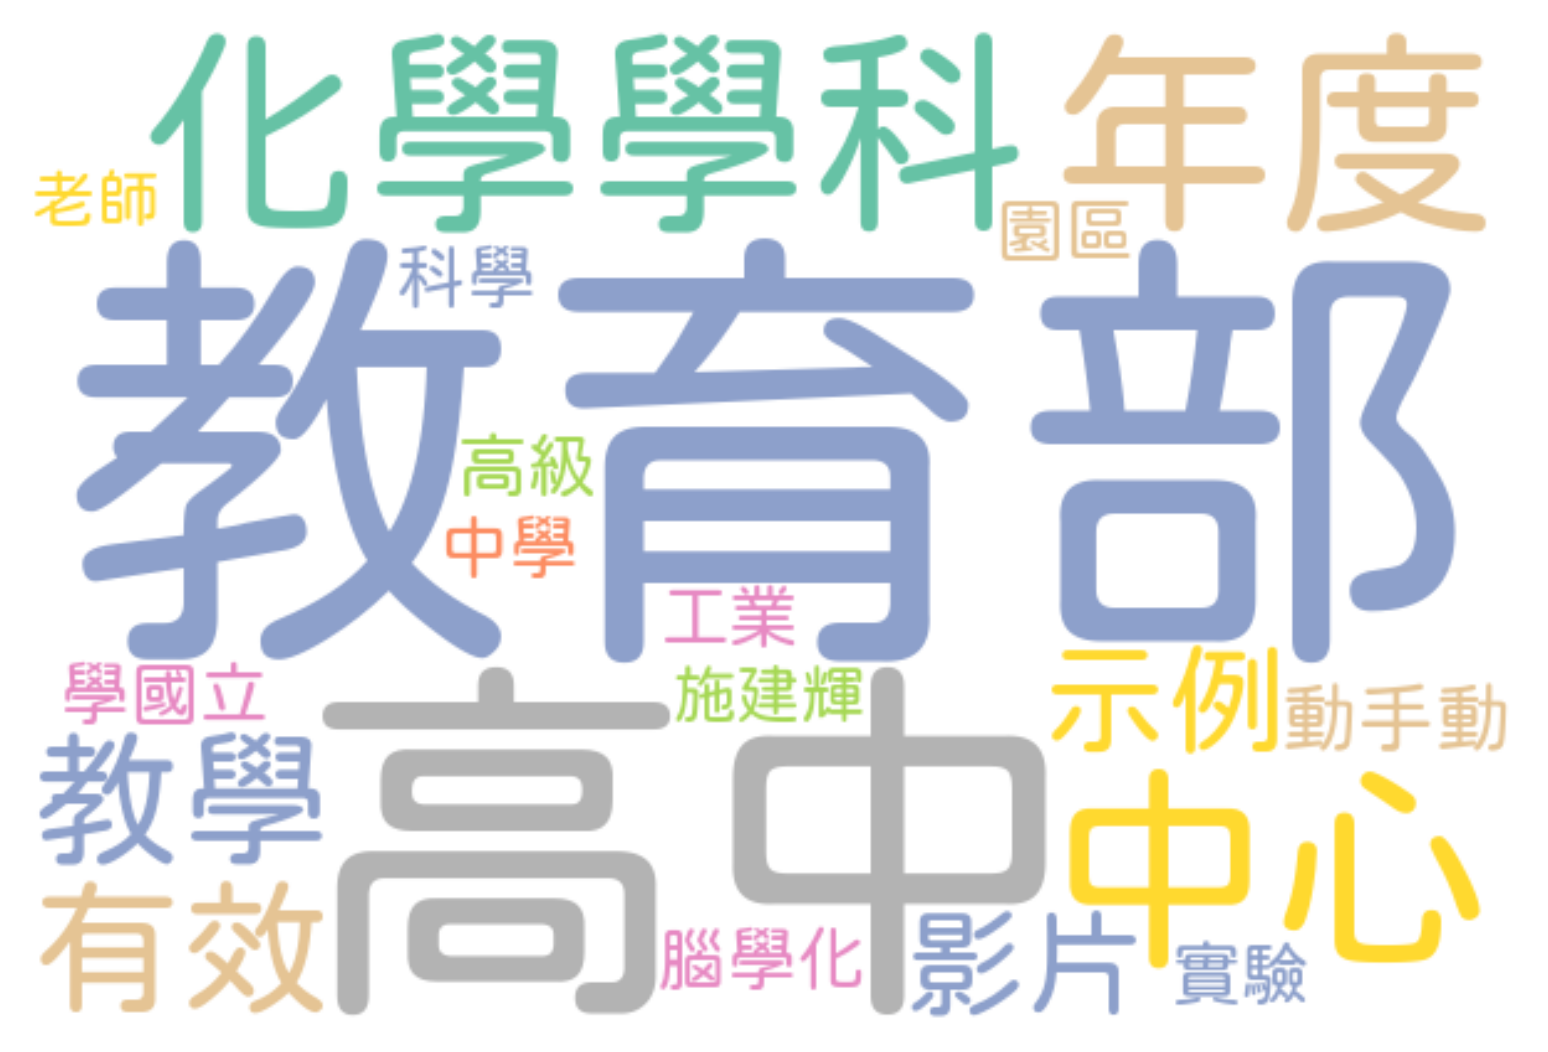 化學學科
年度
老師
園區
科學
教育部
高級
中學
工業
學國立
施建輝
示例
動手動
教學
高中
中心
有效
腦學化
影片
實驗